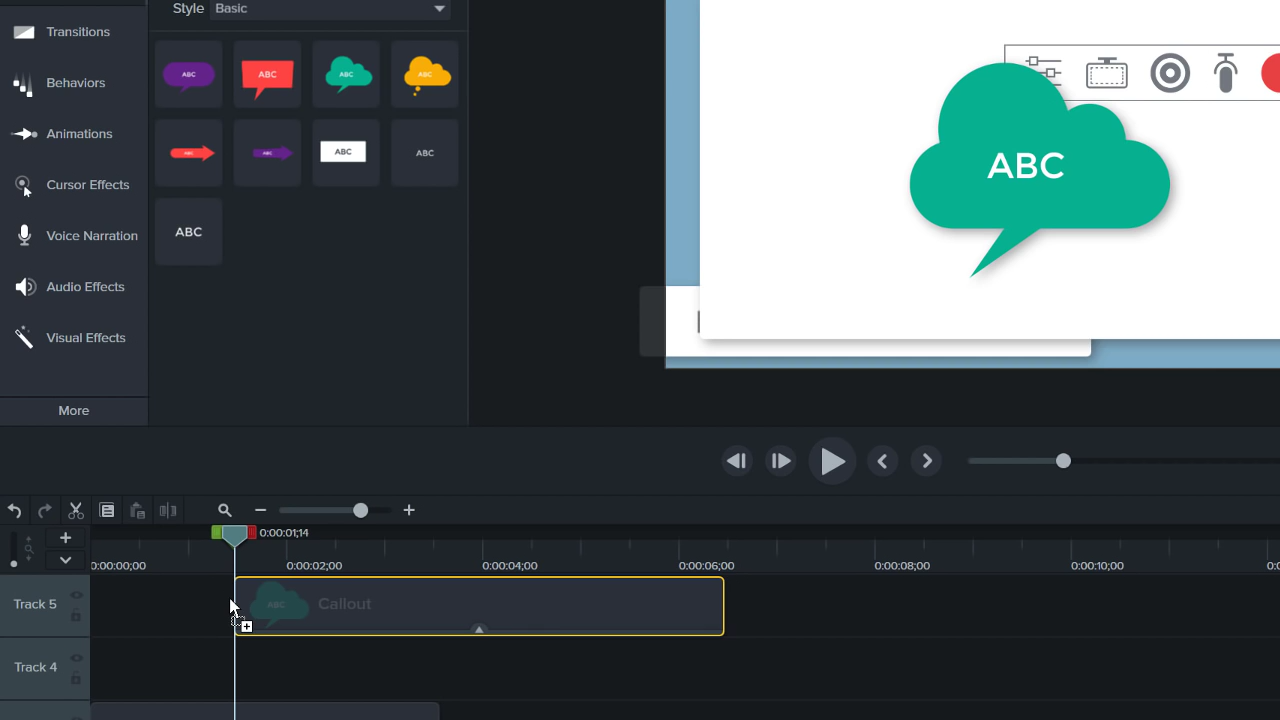 Style Basic
Transitions
Behaviors
Animations
Cursor Effects
Voice Narration
Audio Effects
Visual Effects
More
ABC ABC ABC ABC
ABC ABC ABC ABC
ABC
ABC
0:00:01;14
0:00:00;00 0:00:02;00 0:00:04;00 0:00:06;00 0:00:08;00 0:00:10;00
Track 5
ABC Callout
Track 4